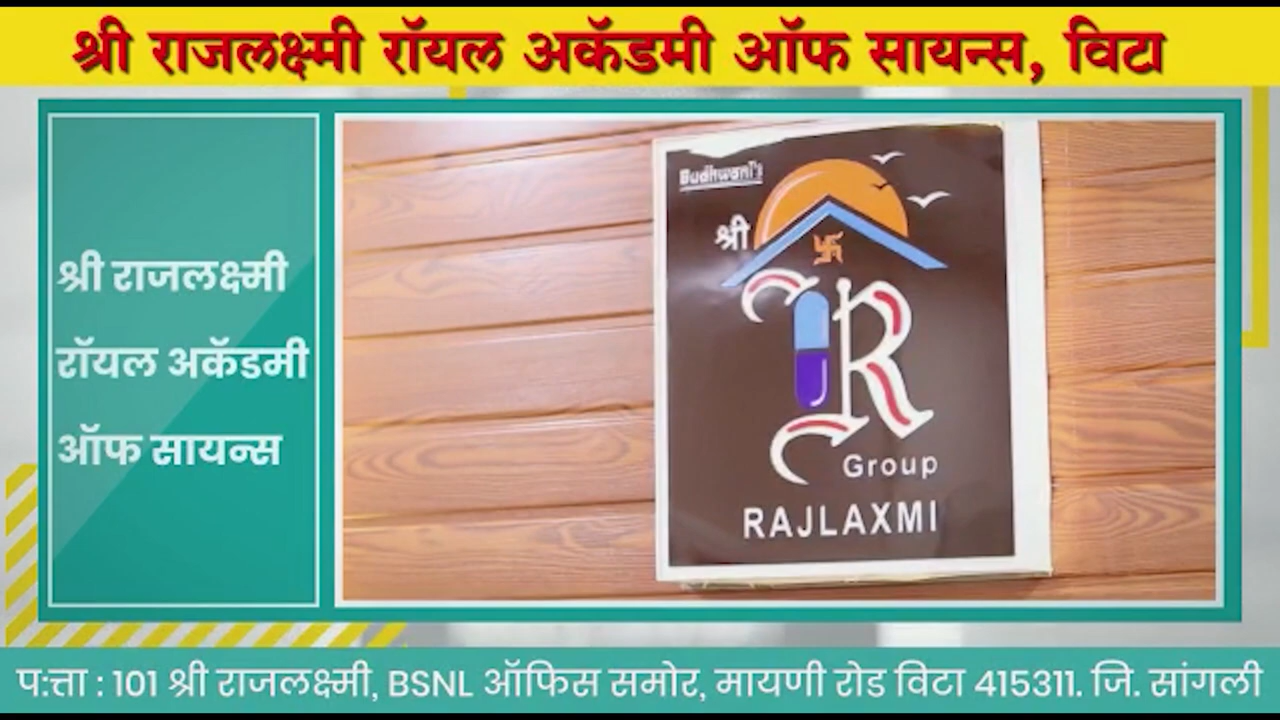 श्री राजलक्ष्मी रॉयल अकॅडमी ऑफ सायन्स, विटा
श्री राजलक्ष्मी
रॉयल अकॅडमी
ऑफ सायन्स
Budhwani's
श्री
R
Group
RAJLAXMI
प:त्ता : 101 श्री राजलक्ष्मी, BSNL ऑफिस समोर, मायणी रोड विटा 415311. जि. सांगली